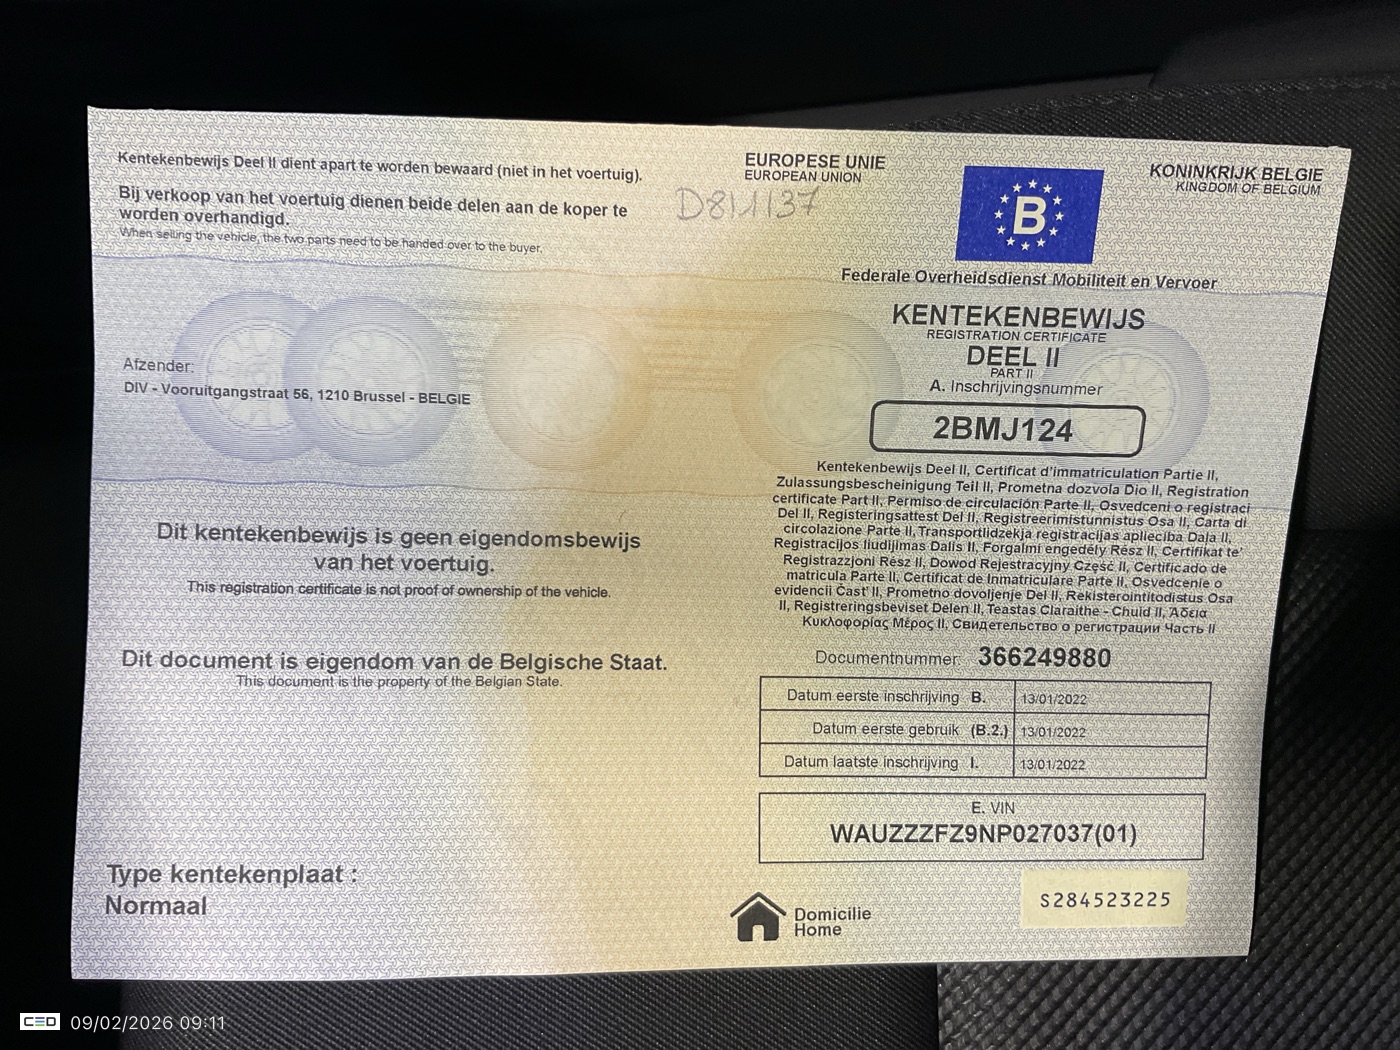 Kentekenbewijs Deel II dient apart te worden bewaard (niet in het voertuig).
Bij verkoop van het voertuig dienen beide delen aan de koper te
worden overhandigd.
When selling the vehicle, the two parts need to be handed over to the buyer.
Afzender:
DIV - Vooruitgangstraat 56, 1210 Brussel - BELGIE
Dit kentekenbewijs is geen eigendomsbewijs
van het voertuig.
This registration certificate is not proof of ownership of the vehicle.
Dit document is eigendom van de Belgische Staat.
This document is the property of the Belgian State.
Type kentekenplaat :
Normaal
EUROPESE UNIE
EUROPEAN UNION
D811137
B
KONINKRIJK BELGIE
KINGDOM OF BELGIUM
Federale Overheidsdienst Mobiliteit en Vervoer
KENTEKENBEWIJS
REGISTRATION CERTIFICATE
DEEL II
PART II
A. Inschrijvingsnummer
2BMJ124
Kentekenbewijs Deel II, Certificat d'immatriculation Partie II,
Zulassungsbescheinigung Teil II, Prometna dozvola Dio II, Registration
certificate Part II, Permiso de circulación Parte II, Osvedceni o registraci
Del II, Registeringsattest Del II, Registreerimistunnistus Osa II, Carta di
circolazione Parte II, Transportlidzekja registracijas aplieciba Daļa II,
Registracijos liudijimas Dalis II, Forgalmi engedély Rész II, Certifikat te'
Registrazzjoni Rész II, Dowod Rejestracyjny Część II, Certificado de
matricula Parte II, Certificat de Inmatriculare Partea II, Osvedcenie o
evidencii Časť II, Prometno dovoljenje Del II, Rekisterointitodistus Osa
II, Registreringsbeviset Delen II, Teastas Claraithe - Chuid II, Άδεια
Κυκλοφορίας Μέρος II, Свидетельство о регистрации Часть II
Documentnummer: 366249880
Datum eerste inschrijving B. 13/01/2022
Datum eerste gebruik (B.2.) 13/01/2022
Datum laatste inschrijving I. 13/01/2022
E. VIN
WAUZZZFZ9NP027037(01)
Domicilie
Home
S284523225
CED 09/02/2026 09:11